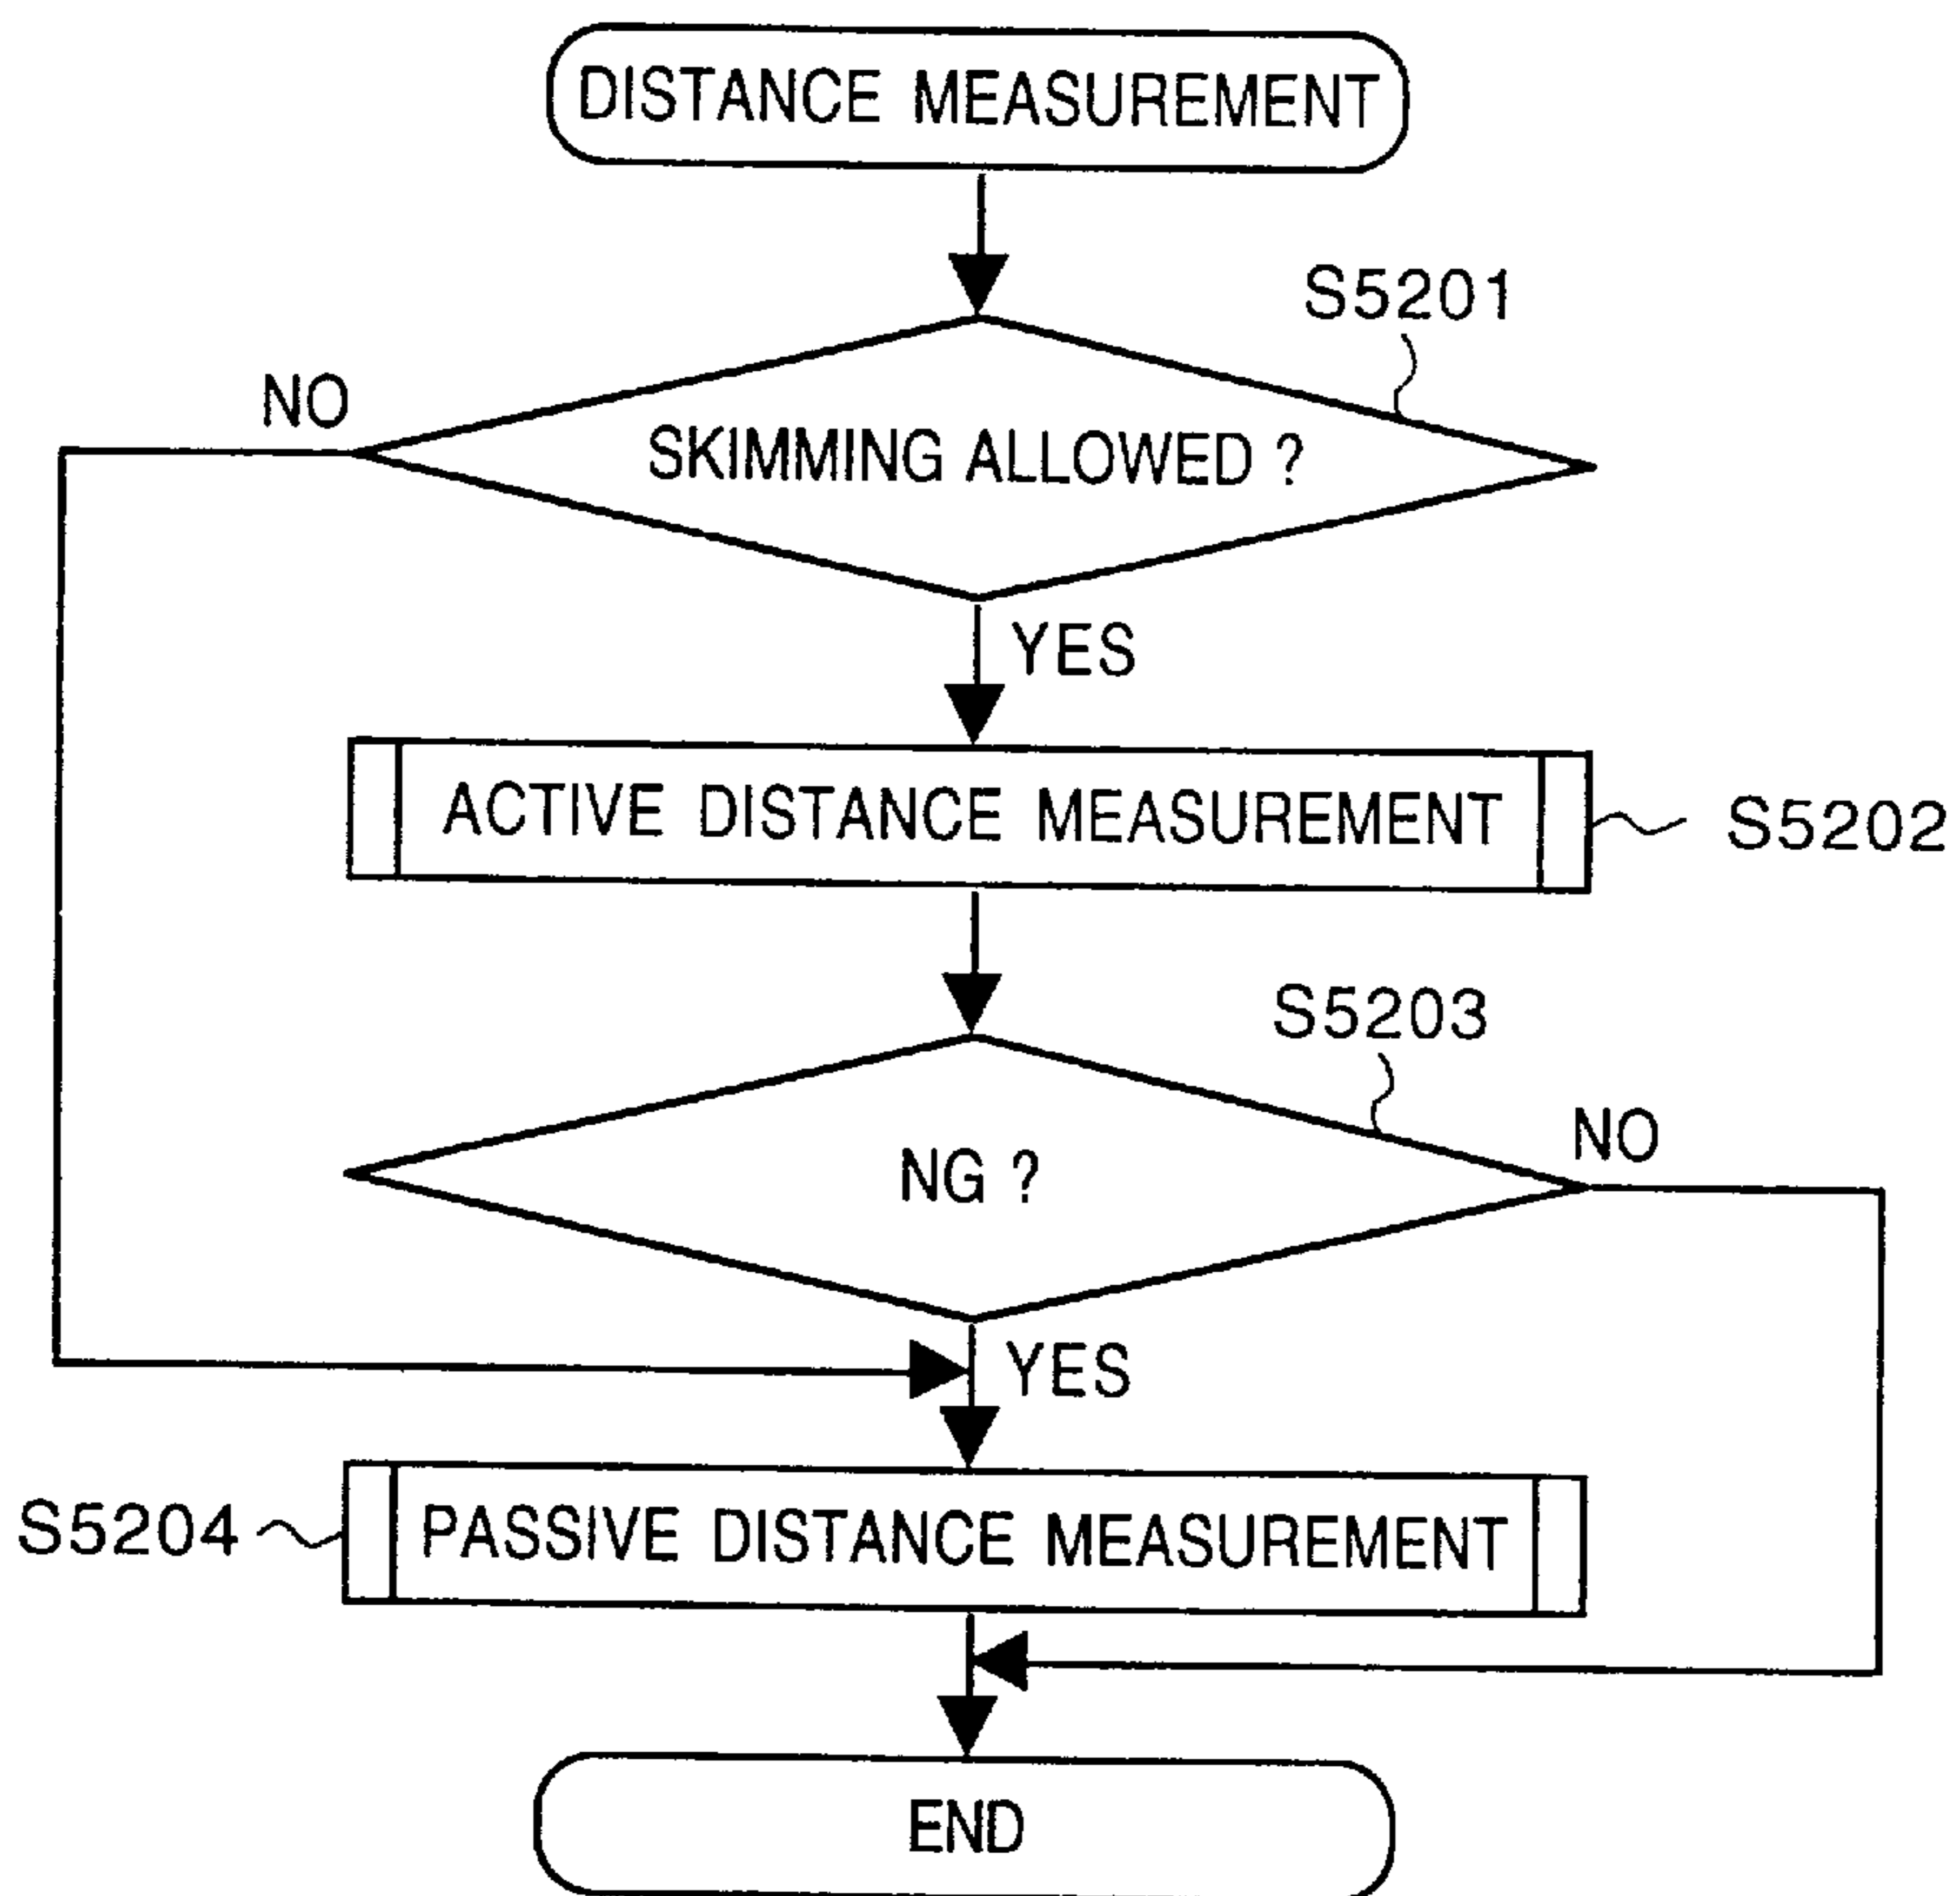 DISTANCE MEASUREMENT
S5201
NO
SKIMMING ALLOWED ?
YES
ACTIVE DISTANCE MEASUREMENT
S5202
S5203
NO
NG ?
YES
S5204
PASSIVE DISTANCE MEASUREMENT
END